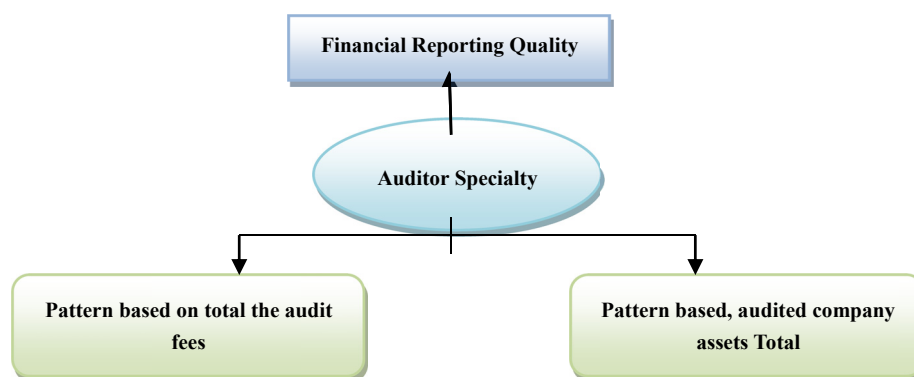 Financial Reporting Quality
Auditor Specialty
Pattern based on total the audit
fees
Pattern based, audited company
assets Total